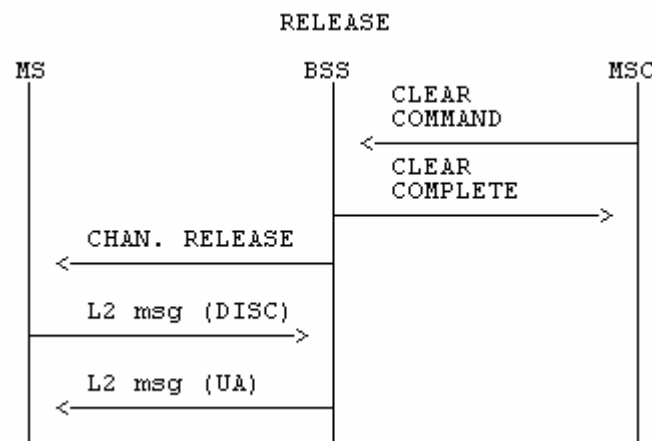 RELEASE
MS BSS MSC
CLEAR
COMMAND
CLEAR
COMPLETE
CHAN. RELEASE
L2 msg (DISC)
L2 msg (UA)